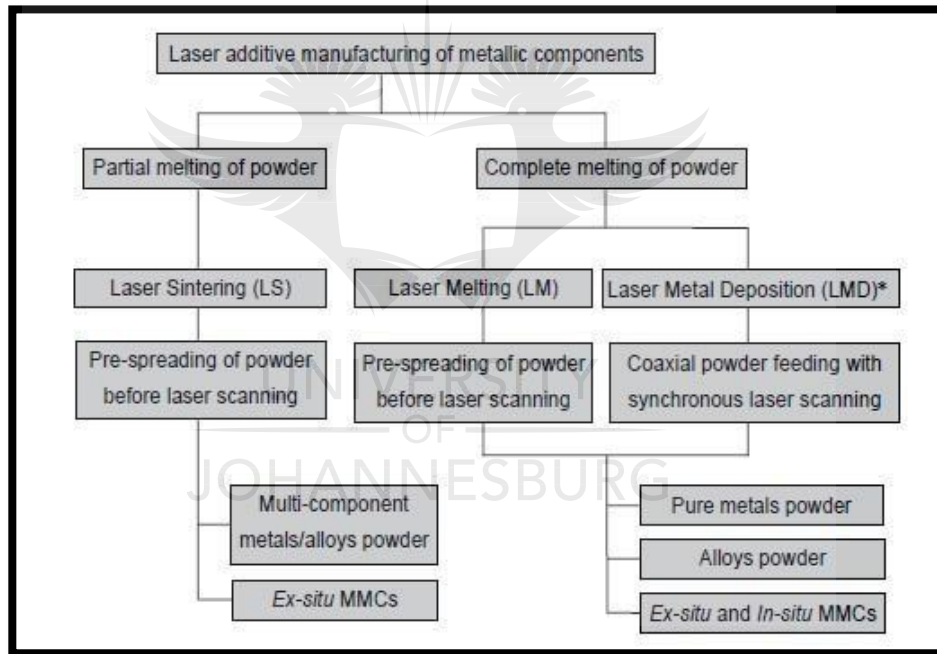 Laser additive manufacturing of metallic components
Partial melting of powder
Complete melting of powder
Laser Sintering (LS)
Laser Melting (LM)
Laser Metal Deposition (LMD)*
Pre-spreading of powder
before laser scanning
Pre-spreading of powder
before laser scanning
Coaxial powder feeding with
synchronous laser scanning
UNIVERSITY
OF
JOHANNESBURG
Multi-component
metals/alloys powder
Ex-situ MMCs
Pure metals powder
Alloys powder
Ex-situ and In-situ MMCs